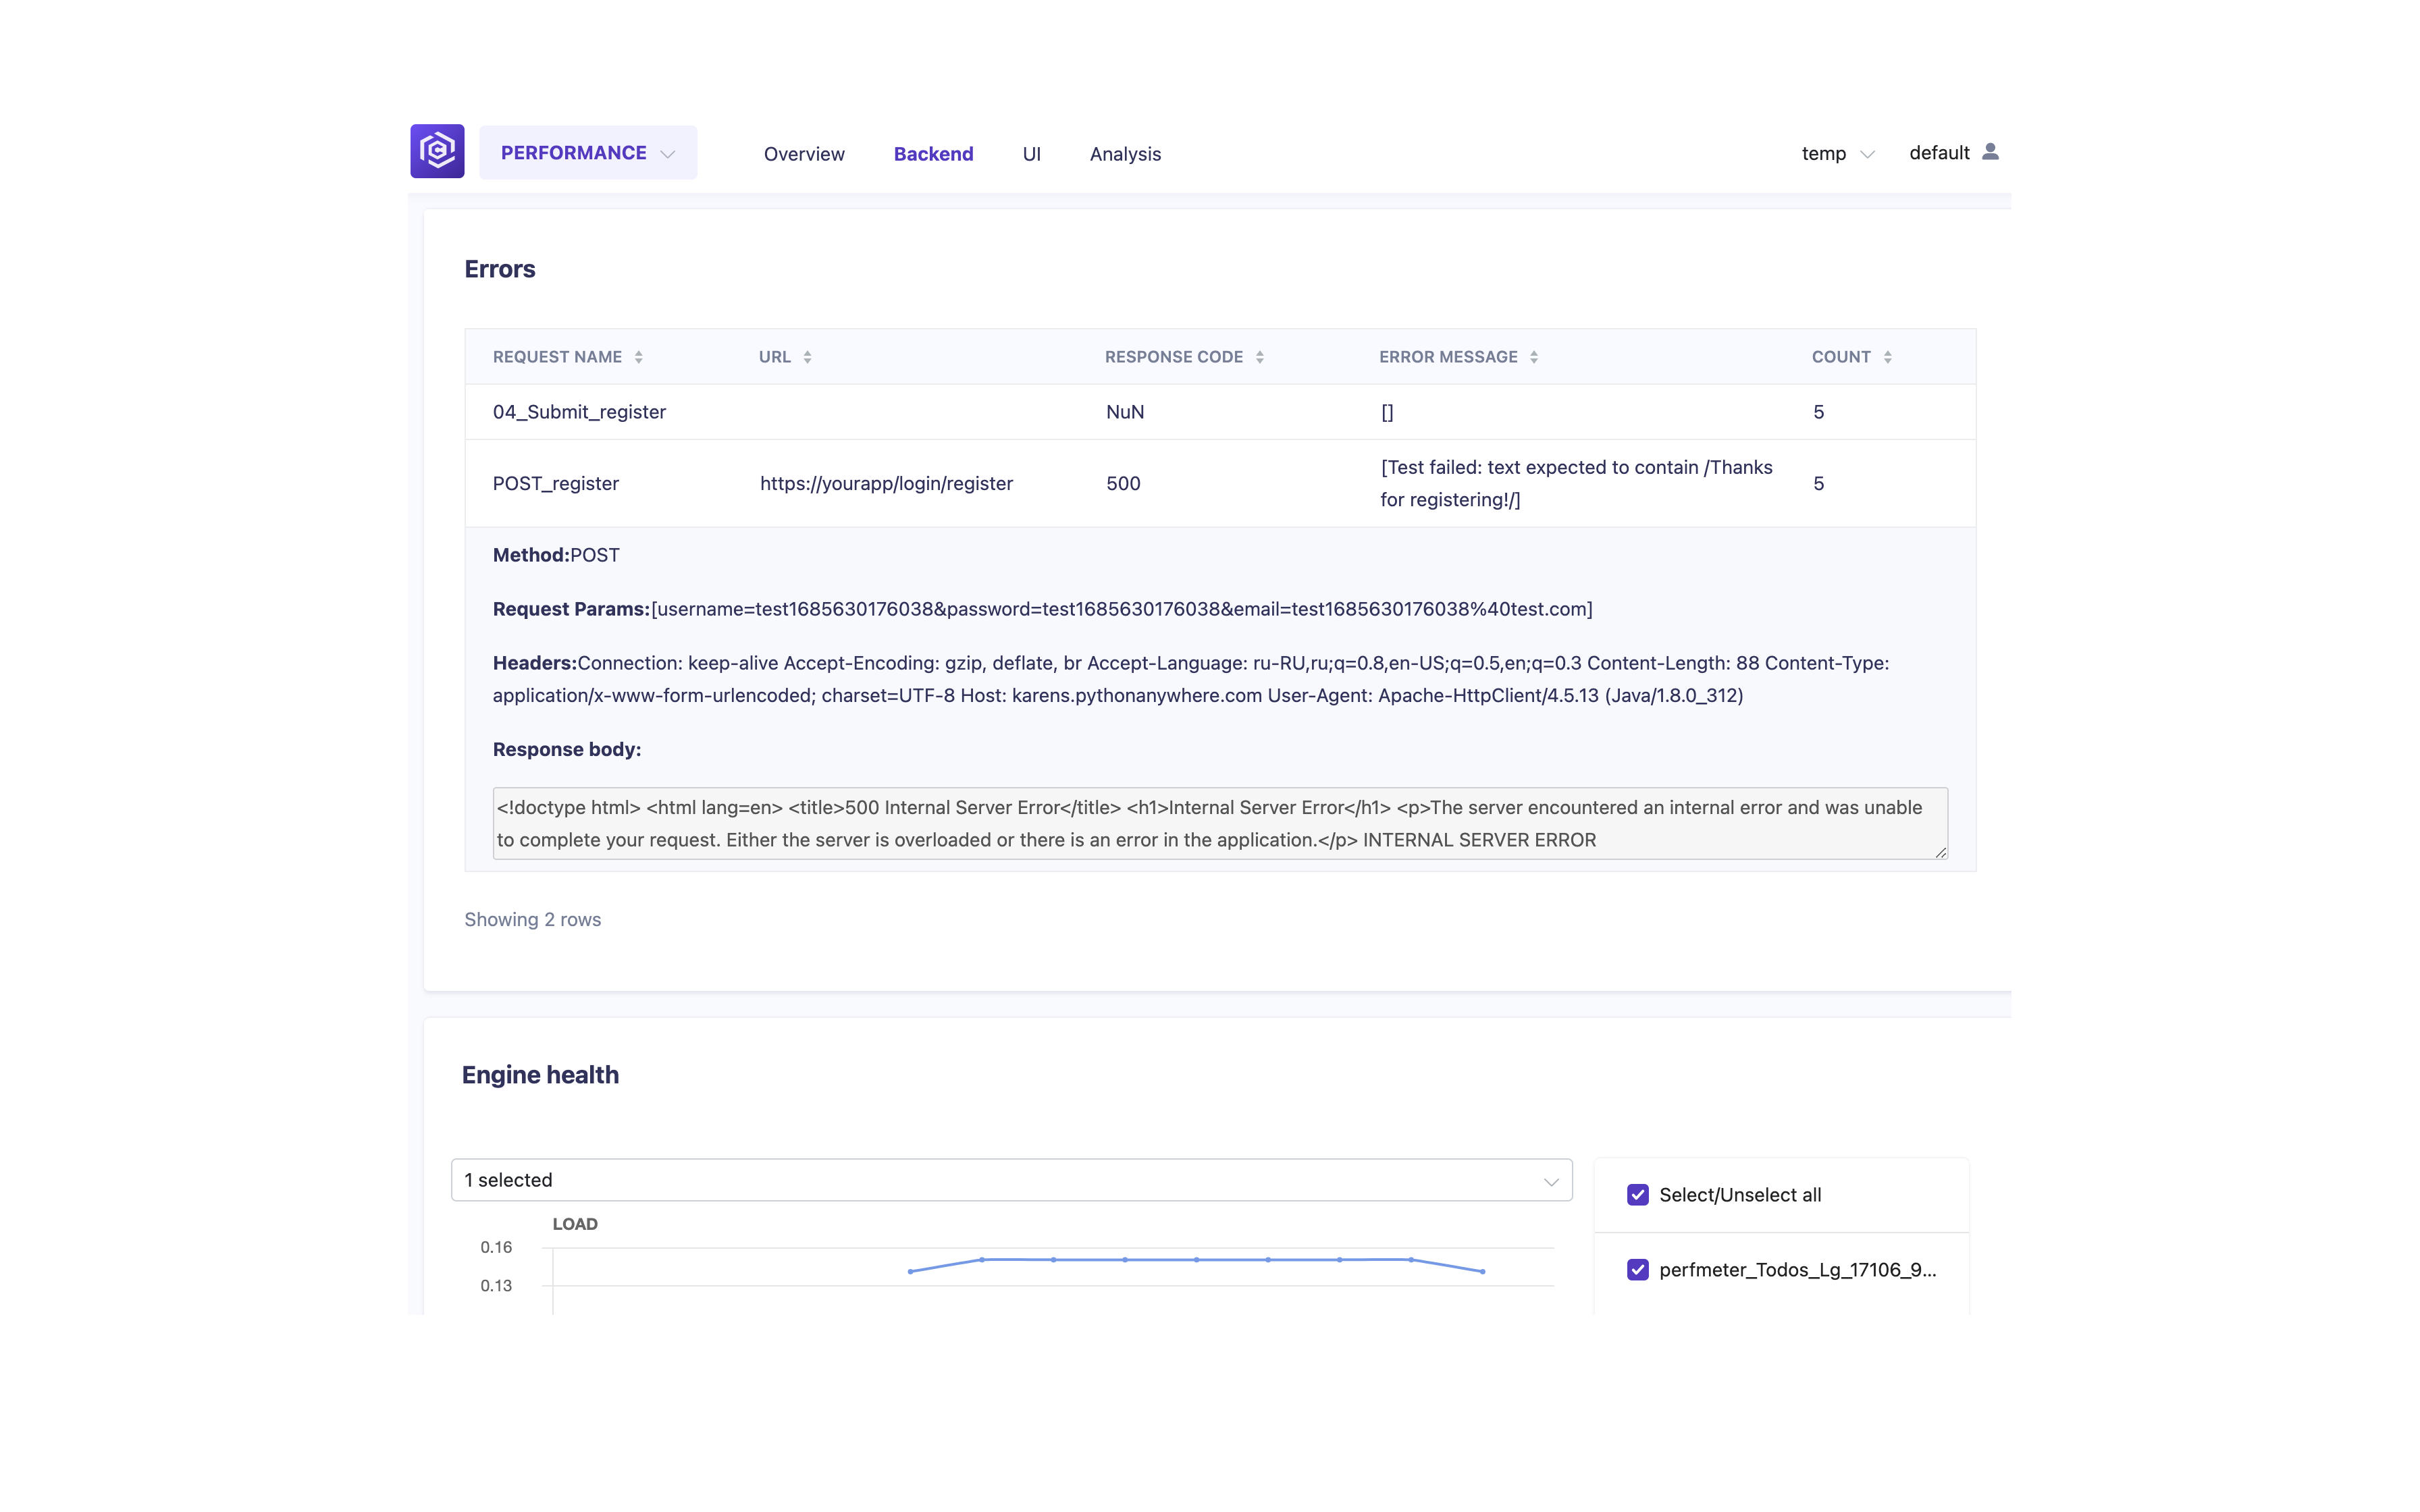 PERFORMANCE Overview Backend UI Analysis temp default
Errors
REQUEST NAME URL RESPONSE CODE ERROR MESSAGE COUNT
04_Submit_register NuN [] 5
POST_register https://yourapp/login/register 500 [Test failed: text expected to contain /Thanks
for registering!/] 5
Method:POST
Request Params:[username=test1685630176038&password=test1685630176038&email=test1685630176038%40test.com]
Headers:Connection: keep-alive Accept-Encoding: gzip, deflate, br Accept-Language: ru-RU,ru;q=0.8,en-US;q=0.5,en;q=0.3 Content-Length: 88 Content-Type:
application/x-www-form-urlencoded; charset=UTF-8 Host: karens.pythonanywhere.com User-Agent: Apache-HttpClient/4.5.13 (Java/1.8.0_312)
Response body:
<!doctype html> <html lang=en> <title>500 Internal Server Error</title> <h1>Internal Server Error</h1> <p>The server encountered an internal error and was unable
to complete your request. Either the server is overloaded or there is an error in the application.</p> INTERNAL SERVER ERROR
Showing 2 rows
Engine health
1 selected
Select/Unselect all
LOAD
0.16
perfmeter_Todos_Lg_17106_9...
0.13